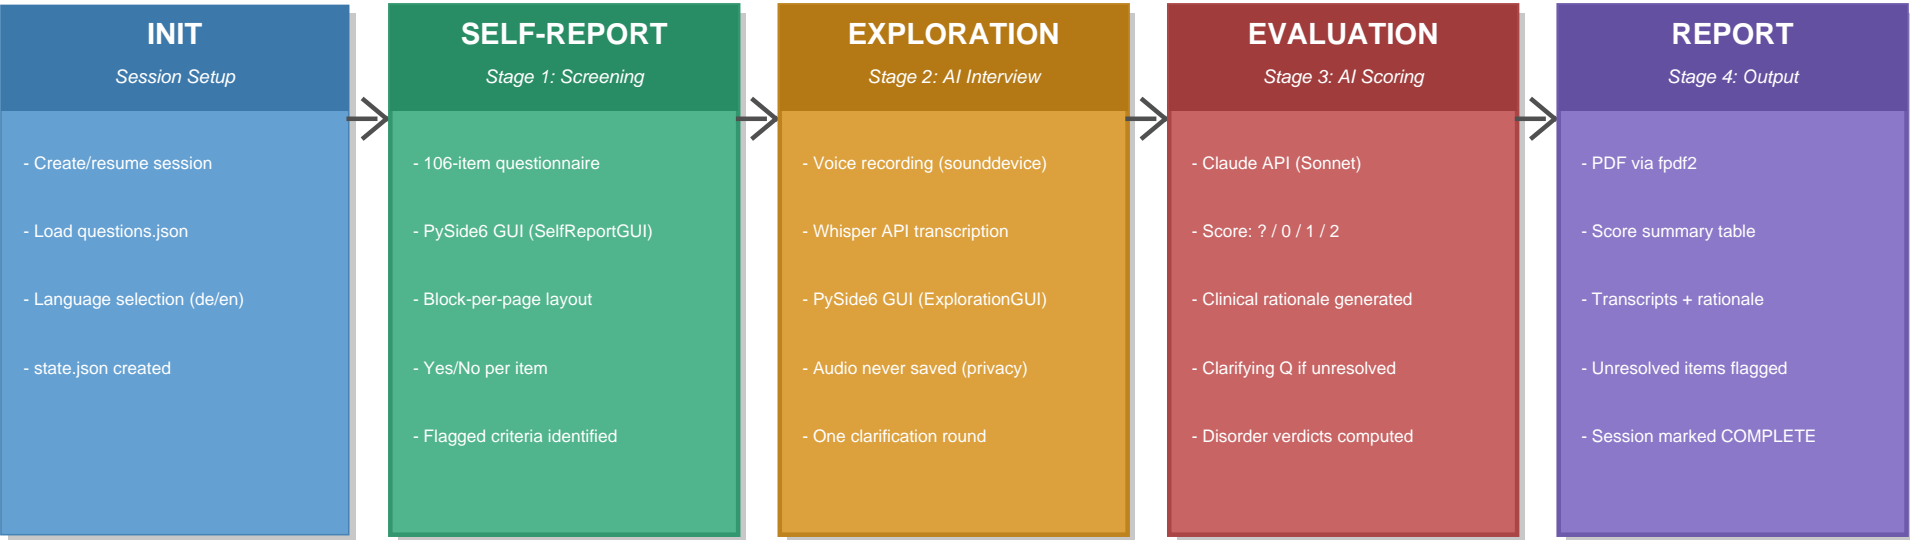 INIT
Session Setup
- Create/resume session
- Load questions.json
- Language selection (de/en)
- state.json created
SELF-REPORT
Stage 1: Screening
- 106-item questionnaire
- PySide6 GUI (SelfReportGUI)
- Block-per-page layout
- Yes/No per item
- Flagged criteria identified
EXPLORATION
Stage 2: AI Interview
- Voice recording (sounddevice)
- Whisper API transcription
- PySide6 GUI (ExplorationGUI)
- Audio never saved (privacy)
- One clarification round
EVALUATION
Stage 3: AI Scoring
- Claude API (Sonnet)
- Score: ? / 0 / 1 / 2
- Clinical rationale generated
- Clarifying Q if unresolved
- Disorder verdicts computed
REPORT
Stage 4: Output
- PDF via fpdf2
- Score summary table
- Transcripts + rationale
- Unresolved items flagged
- Session marked COMPLETE